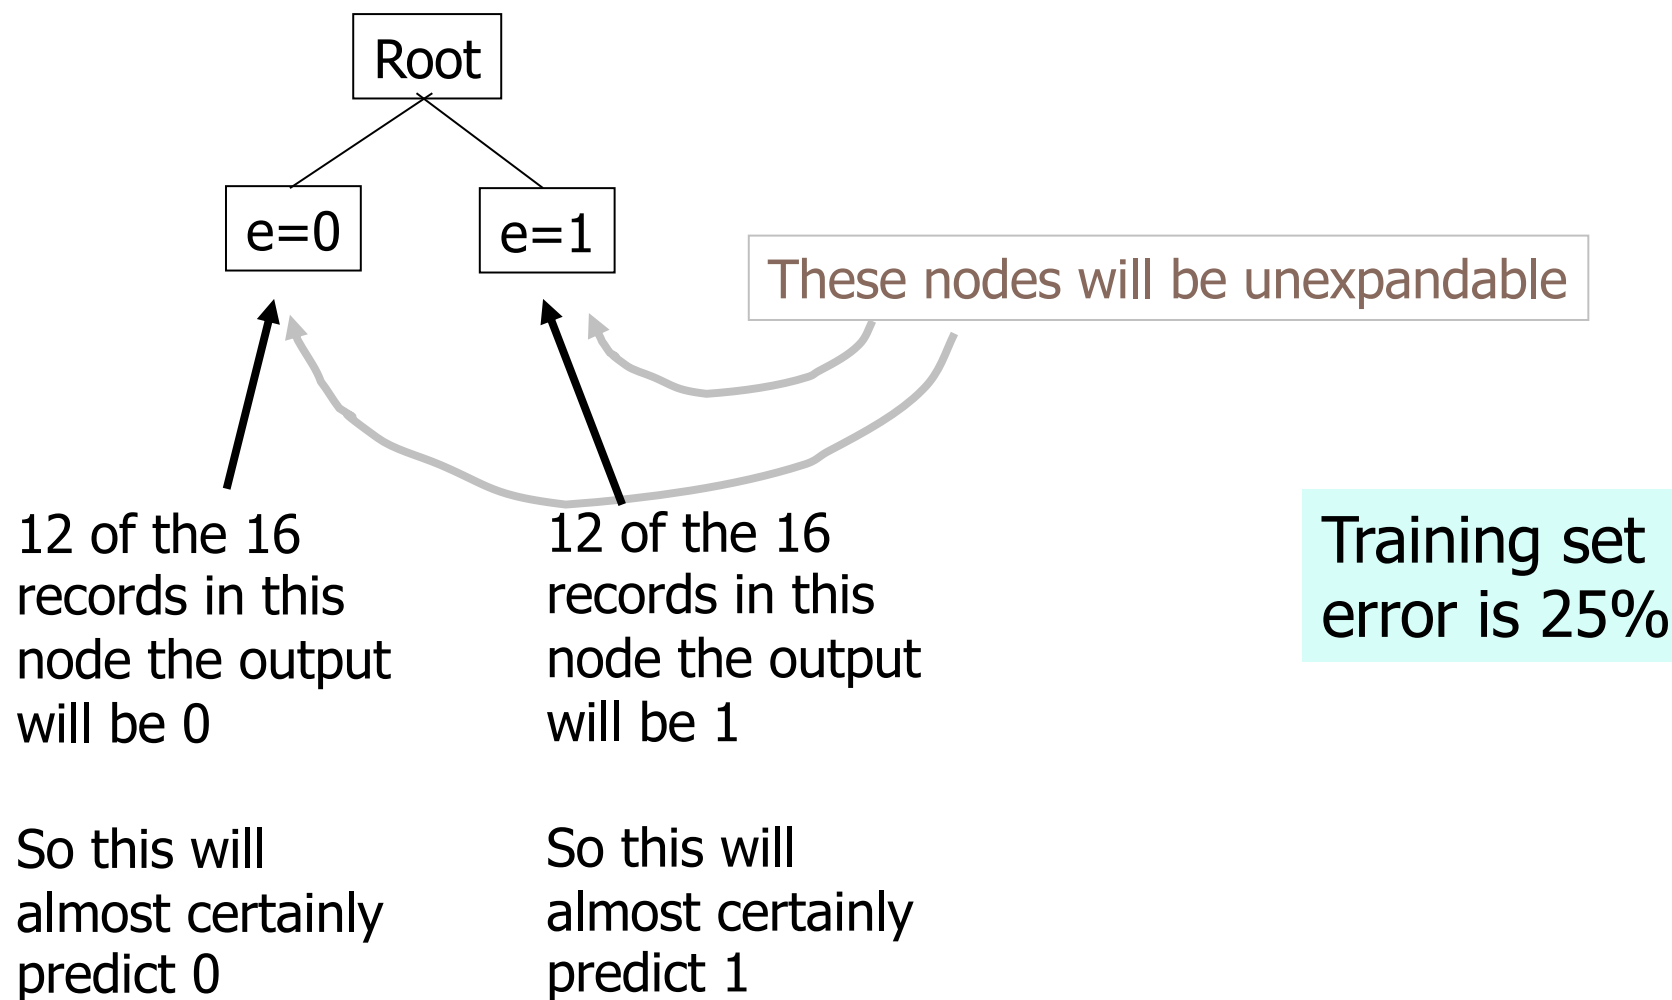 Root
e=0
e=1
These nodes will be unexpandable
12 of the 16
records in this
node the output
will be 0
So this will
almost certainly
predict 0
12 of the 16
records in this
node the output
will be 1
So this will
almost certainly
predict 1
Training set
error is 25%